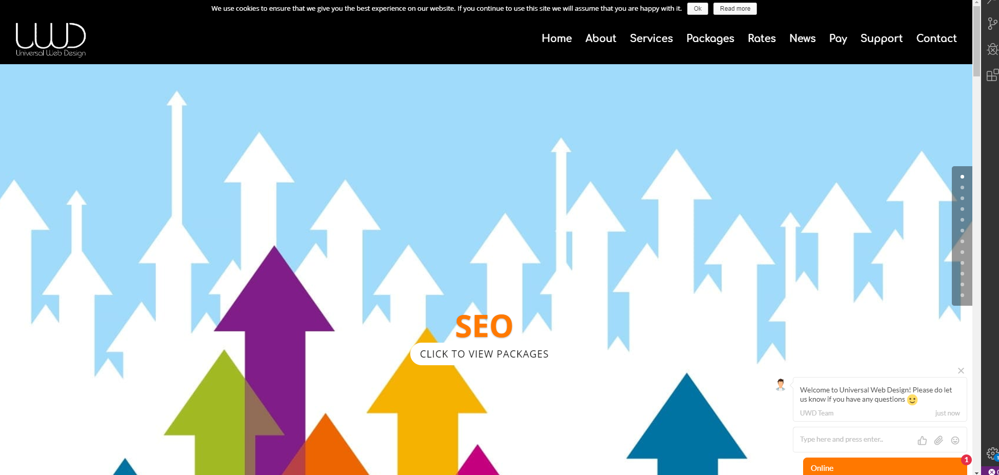 We use cookies to ensure that we give you the best experience on our website. If you continue to use this site we will assume that you are happy with it. Ok Read more
UWD
Universal Web Design
Home About Services Packages Rates News Pay Support Contact
SEO
CLICK TO VIEW PACKAGES
Welcome to Universal Web Design! Please do let
us know if you have any questions
UWD Team just now
Type here and press enter..
1
Online
1